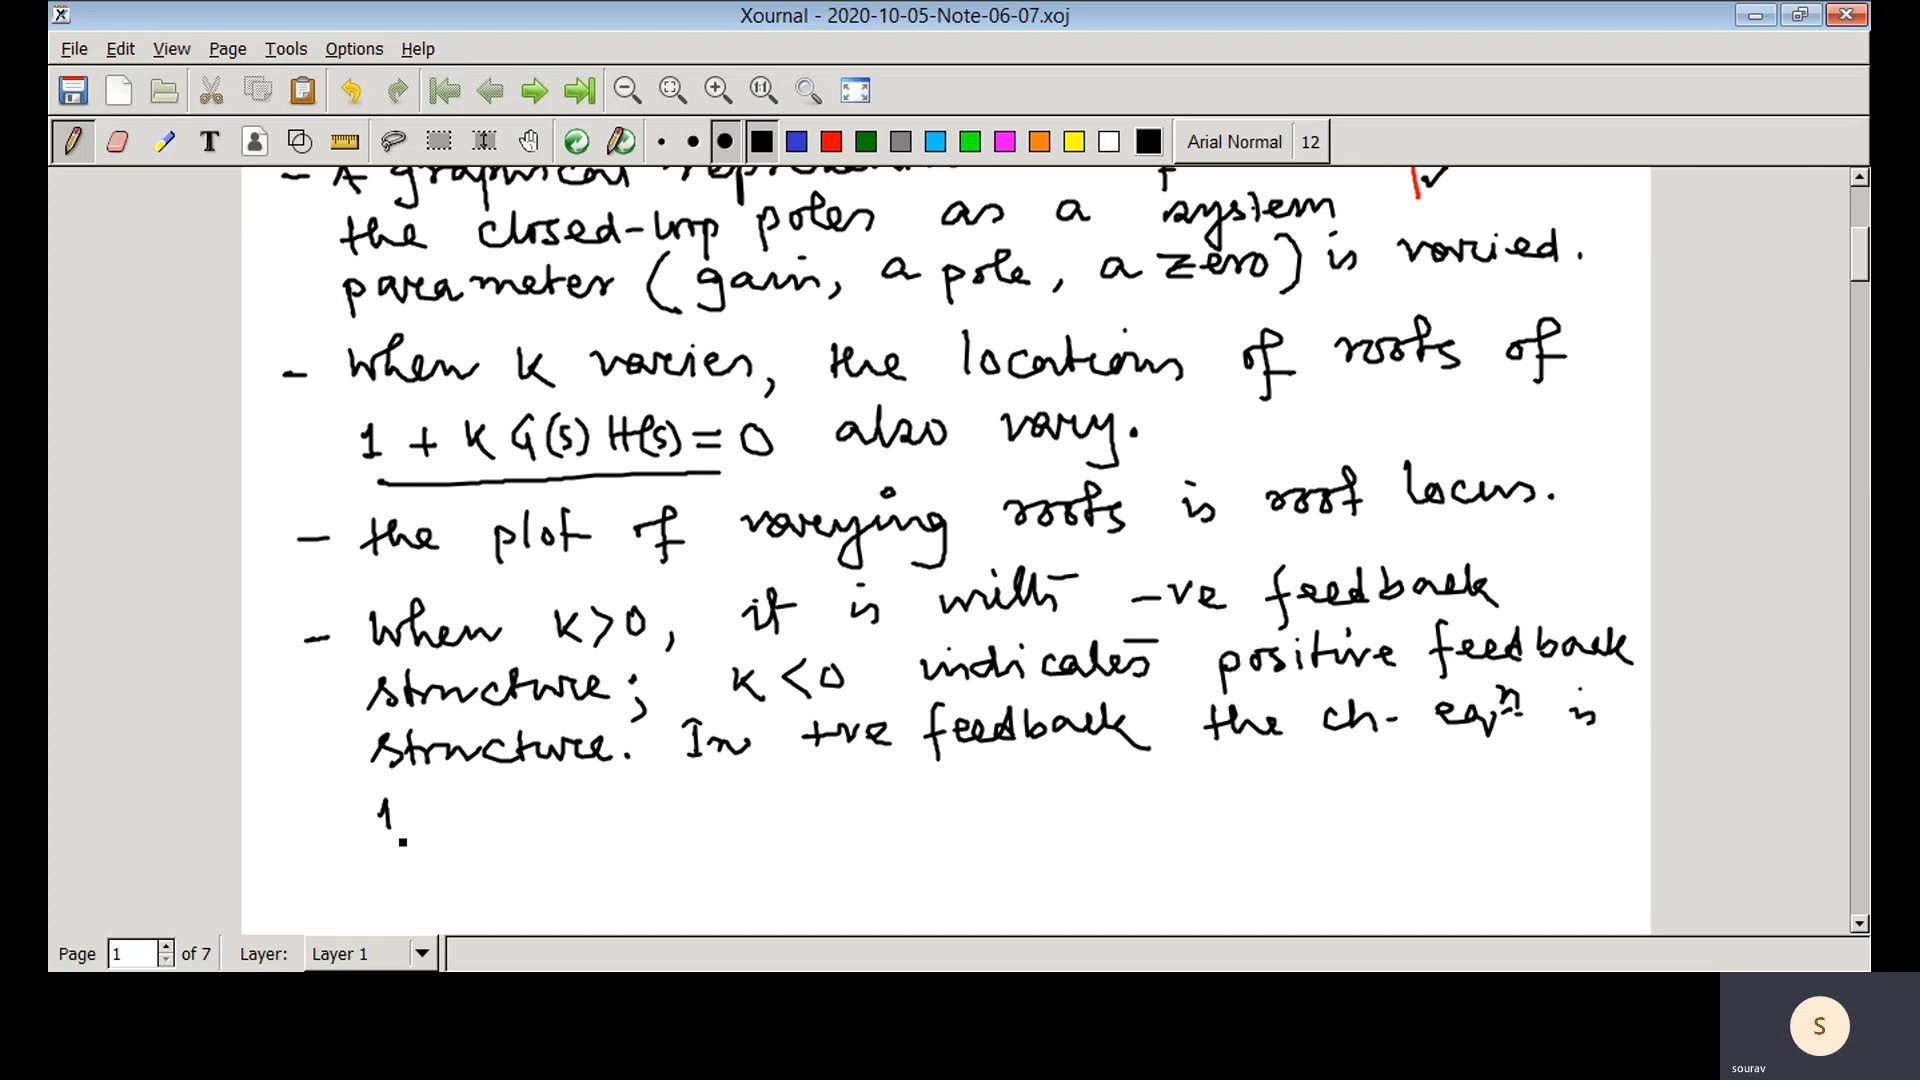 Xournal - 2020-10-05-Note-06-07.xoj
File Edit View Page Tools Options Help
Arial Normal 12
- A graphical
the closed-loop poles as a system
parameter (gain, a pole, a zero) is varied.
- When K varies, the locations of roots of
1 + K G(s) H(s) = 0 also vary.
- the plot of varying roots is root locus.
- When K>0, it is with -ve feedback
structure; K<0 indicates positive feedback
structure. In +ve feedback the ch. eqn is
1
Page 1 of 7 Layer: Layer 1
S
sourav